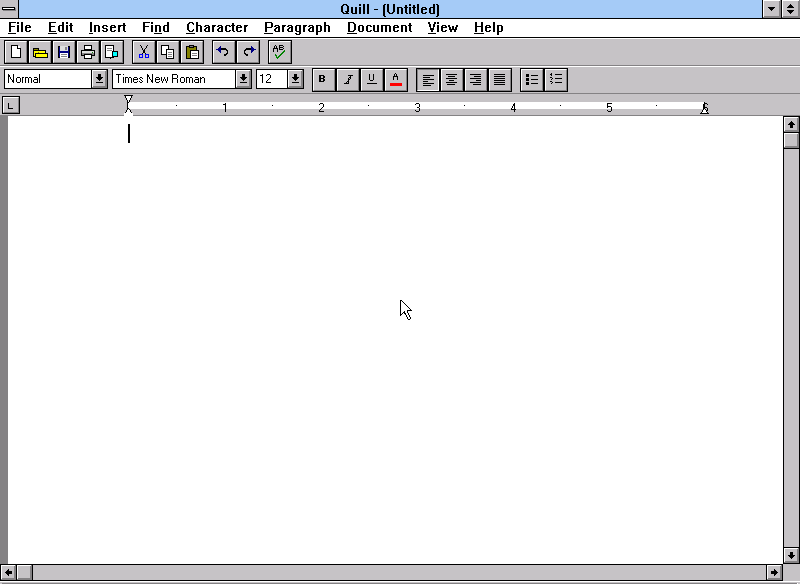 Quill - (Untitled)
File Edit Insert Find Character Paragraph Document View Help
AB
Normal Times New Roman 12 B I U A
L 1 2 3 4 5 6